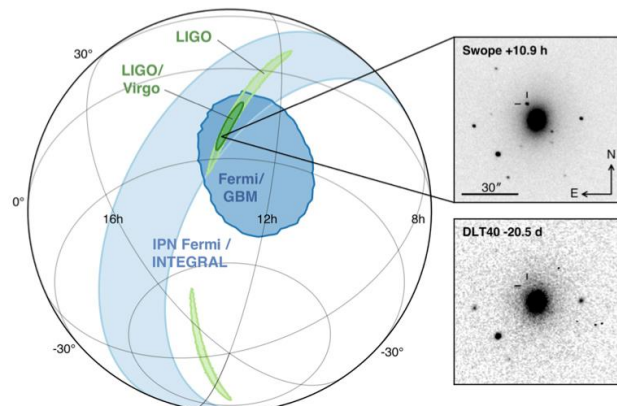 LIGO
LIGO/
Virgo
Fermi/
GBM
IPN Fermi /
INTEGRAL
30°
0°
-30°
-30°
16h
12h
8h
Swope +10.9 h
30"
N
E
DLT40 -20.5 d